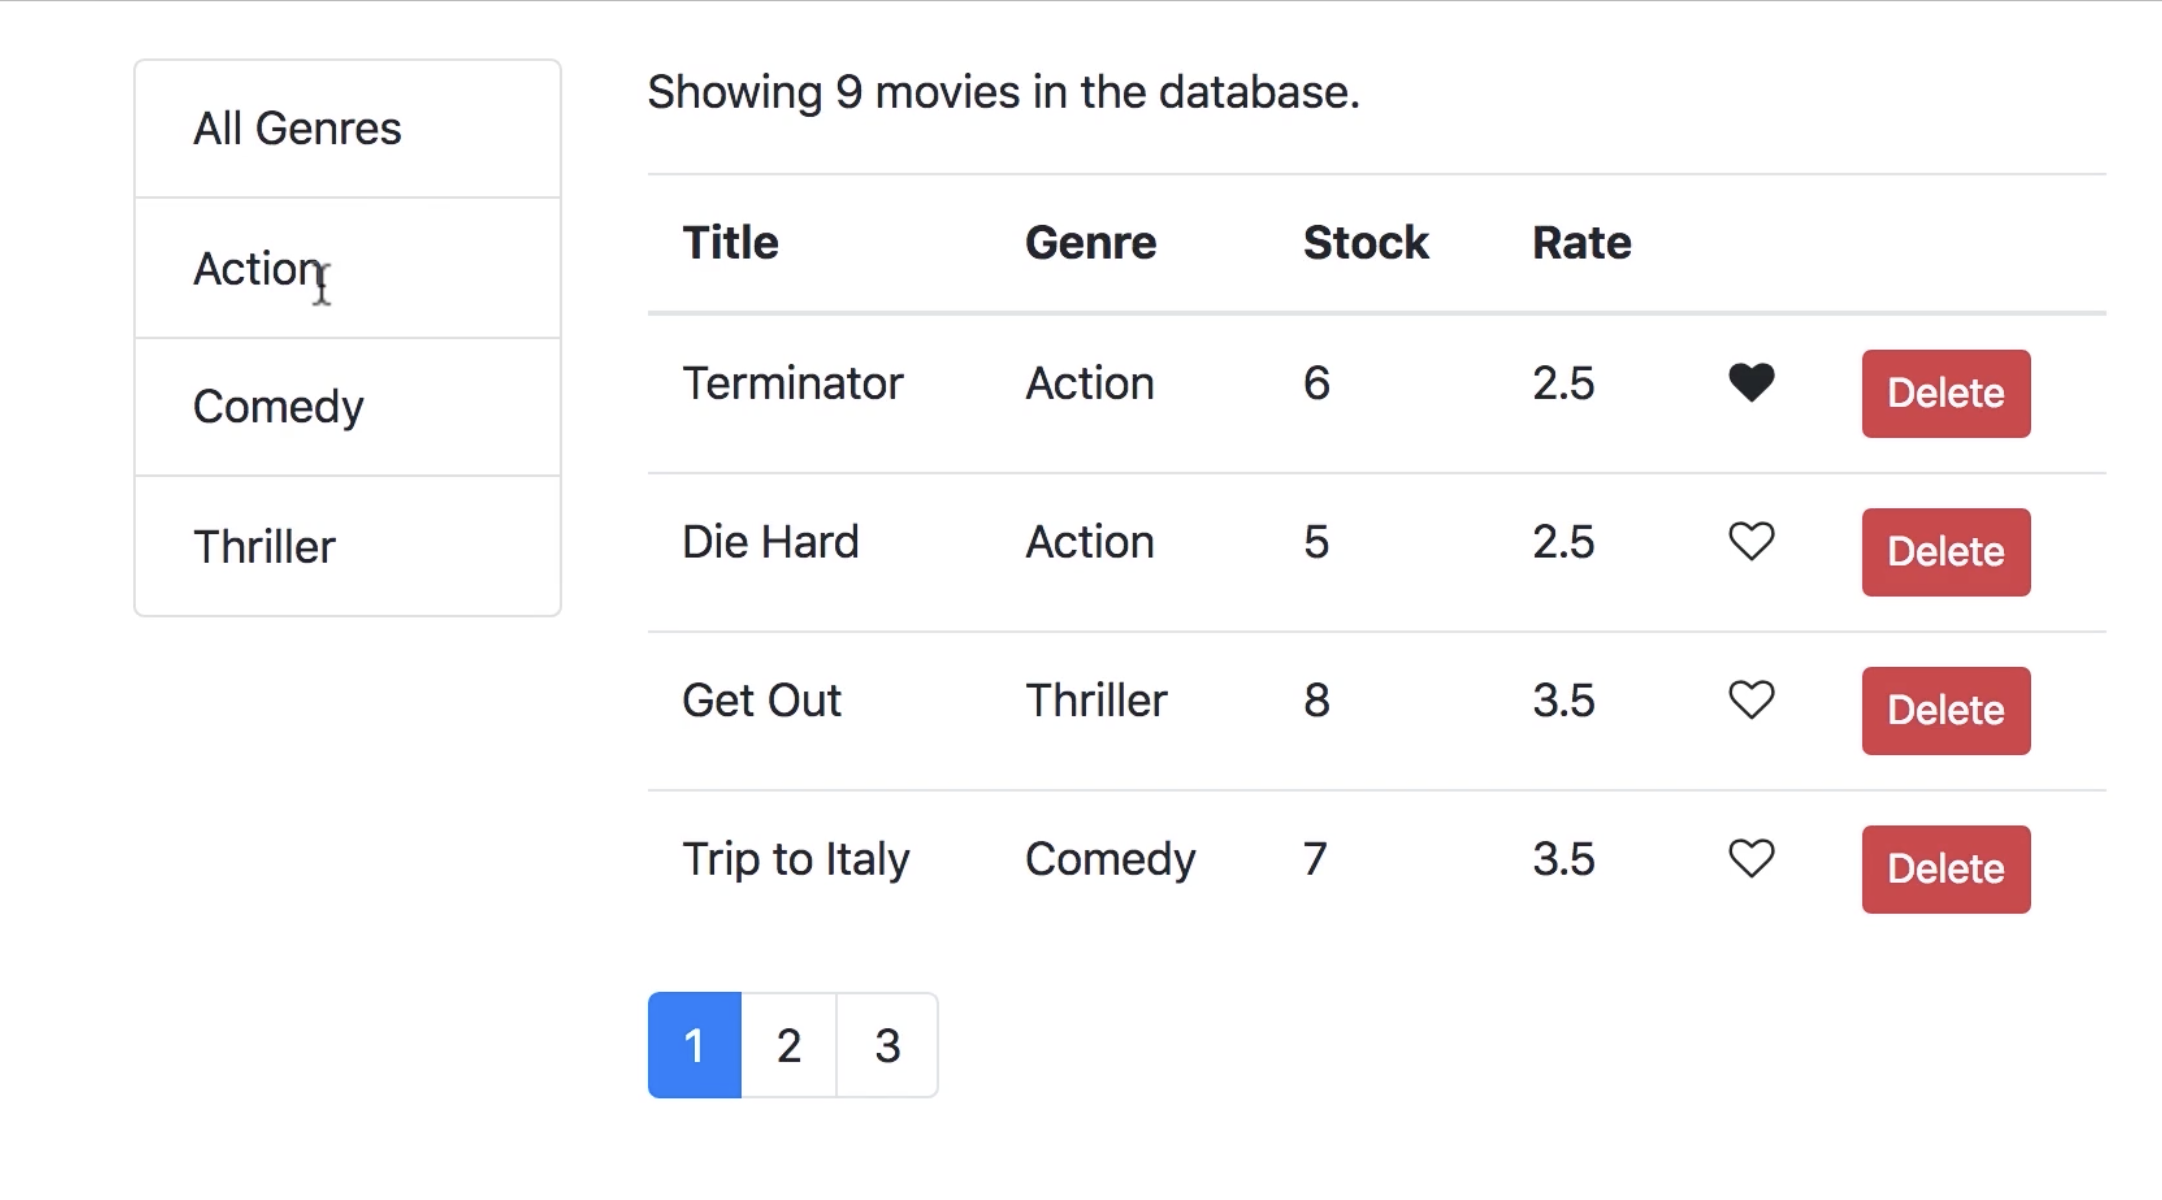 All Genres
Action
Comedy
Thriller
Showing 9 movies in the database.
Title Genre Stock Rate
Terminator Action 6 2.5 Delete
Die Hard Action 5 2.5 Delete
Get Out Thriller 8 3.5 Delete
Trip to Italy Comedy 7 3.5 Delete
1 2 3